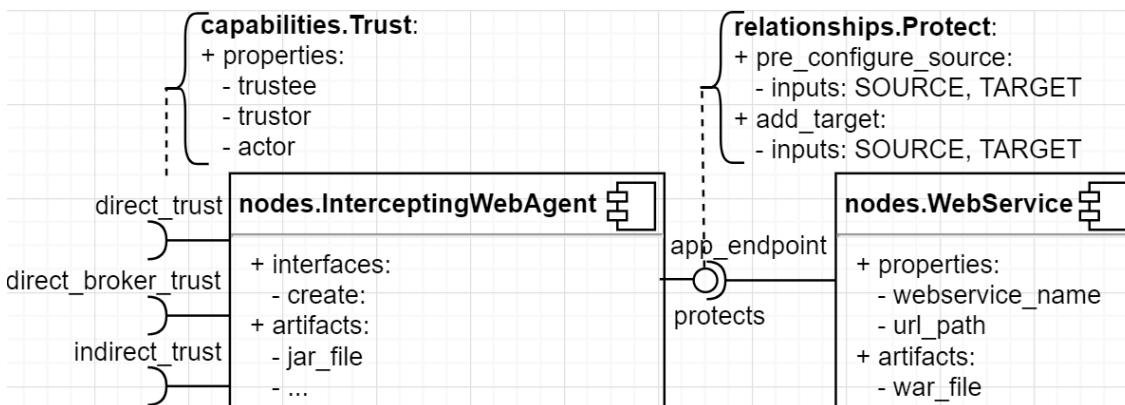 capabilities.Trust:
+ properties:
- trustee
- trustor
- actor
relationships.Protect:
+ pre_configure_source:
- inputs: SOURCE, TARGET
+ add_target:
- inputs: SOURCE, TARGET
direct_trust
direct_broker_trust
indirect_trust
nodes.InterceptingWebAgent
+ interfaces:
- create:
+ artifacts:
- jar_file
- ...
app_endpoint
protects
nodes.WebService
+ properties:
- webservice_name
- url_path
+ artifacts:
- war_file